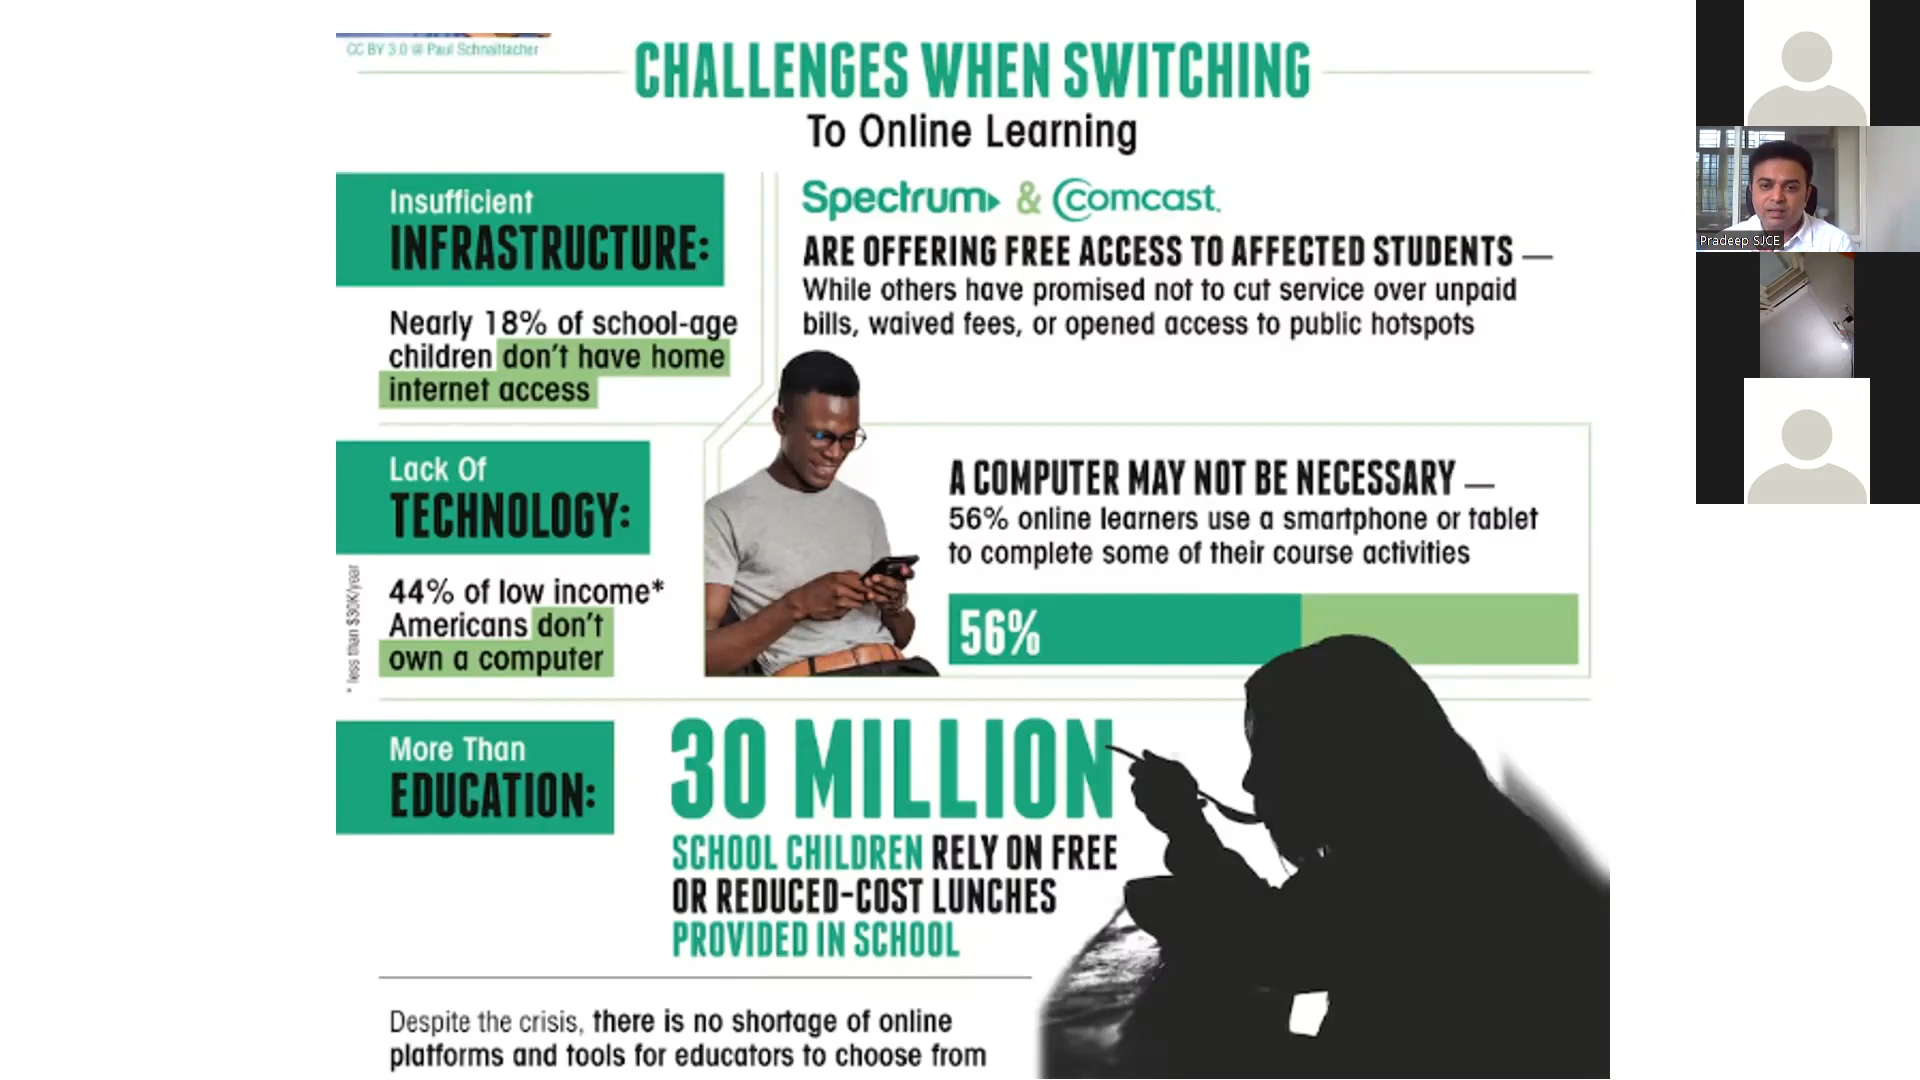 CC BY 3.0 @ Paul Schnaittacher
CHALLENGES WHEN SWITCHING
To Online Learning
Insufficient
INFRASTRUCTURE:
Nearly 18% of school-age
children don't have home
internet access
Spectrum & Comcast.
ARE OFFERING FREE ACCESS TO AFFECTED STUDENTS —
While others have promised not to cut service over unpaid
bills, waived fees, or opened access to public hotspots
Lack Of
TECHNOLOGY:
44% of low income*
Americans don't
own a computer
* less than $30K/year
A COMPUTER MAY NOT BE NECESSARY —
56% online learners use a smartphone or tablet
to complete some of their course activities
56%
More Than
EDUCATION:
30 MILLION
SCHOOL CHILDREN RELY ON FREE
OR REDUCED-COST LUNCHES
PROVIDED IN SCHOOL
Despite the crisis, there is no shortage of online
platforms and tools for educators to choose from
Pradeep SJCE